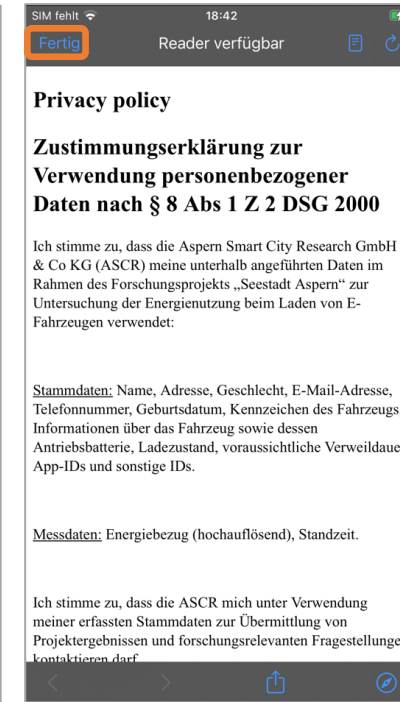 SIM fehlt
18:42
Fertig
Reader verfügbar
Privacy policy
Zustimmungserklärung zur
Verwendung personenbezogener
Daten nach § 8 Abs 1 Z 2 DSG 2000
Ich stimme zu, dass die Aspern Smart City Research GmbH
& Co KG (ASCR) meine unterhalb angeführten Daten im
Rahmen des Forschungsprojekts „Seestadt Aspern“ zur
Untersuchung der Energienutzung beim Laden von E-
Fahrzeugen verwendet:
Stammdaten: Name, Adresse, Geschlecht, E-Mail-Adresse,
Telefonnummer, Geburtsdatum, Kennzeichen des Fahrzeugs
Informationen über das Fahrzeug sowie dessen
Antriebsbatterie, Ladezustand, voraussichtliche Verweildaue
App-IDs und sonstige IDs.
Messdaten: Energiebezug (hochauflösend), Standzeit.
Ich stimme zu, dass die ASCR mich unter Verwendung
meiner erfassten Stammdaten zur Übermittlung von
Projektergebnissen und forschungsrelevanten Fragestellunge
kontaktieren darf